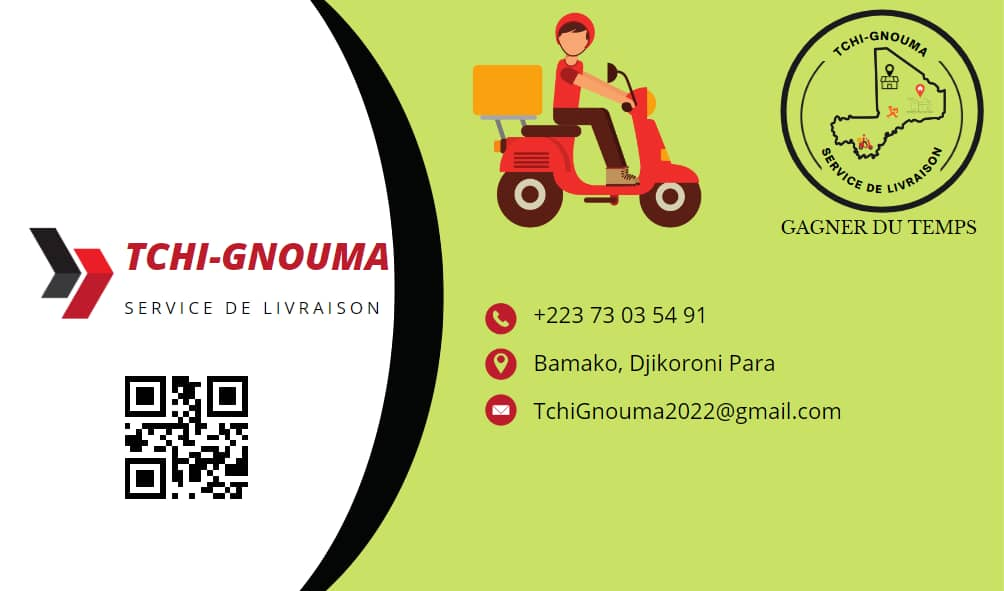 TCHI-GNOUMA
SERVICE DE LIVRAISON
TCHI-GNOUMA
SERVICE DE LIVRAISON
GAGNER DU TEMPS
+223 73 03 54 91
Bamako, Djikoroni Para
TchiGnouma2022@gmail.com